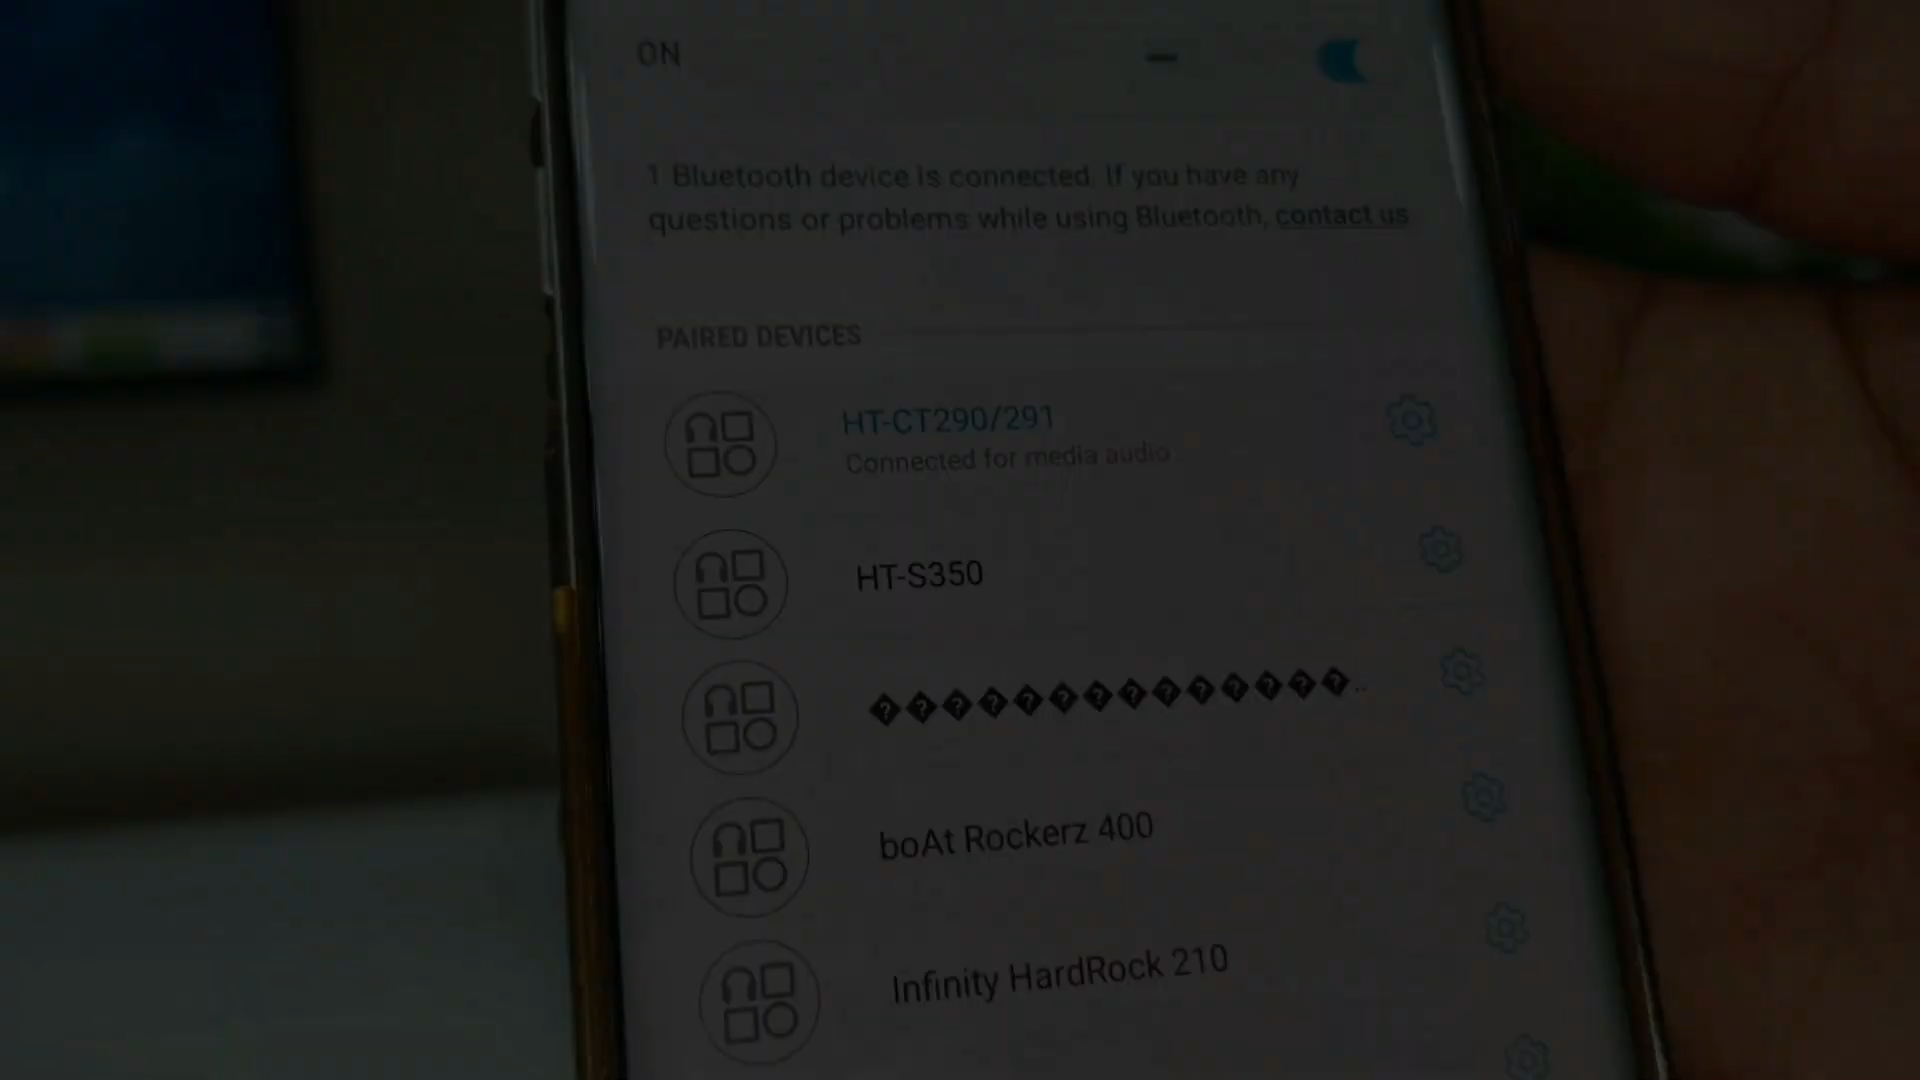 ON
1 Bluetooth device is connected. If you have any
questions or problems while using Bluetooth, contact us
PAIRED DEVICES
HT-CT290/291
Connected for media audio
HT-S350
��������������..
boAt Rockerz 400
Infinity HardRock 210